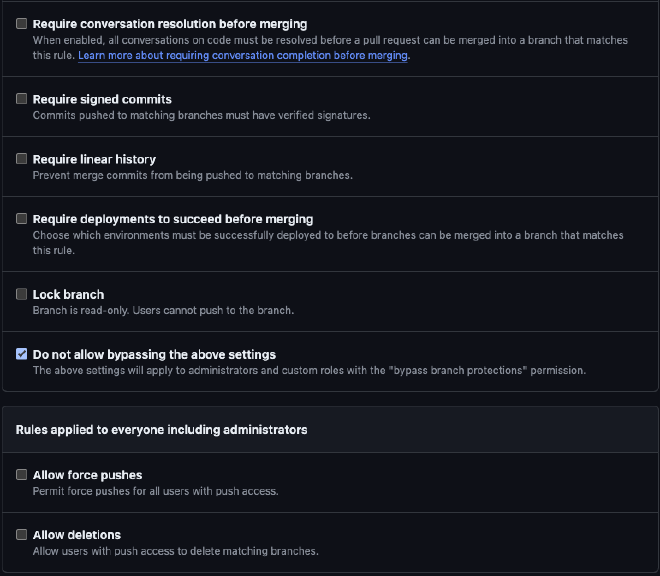 Require conversation resolution before merging
When enabled, all conversations on code must be resolved before a pull request can be merged into a branch that matches
this rule. Learn more about requiring conversation completion before merging.
Require signed commits
Commits pushed to matching branches must have verified signatures.
Require linear history
Prevent merge commits from being pushed to matching branches.
Require deployments to succeed before merging
Choose which environments must be successfully deployed to before branches can be merged into a branch that matches
this rule.
Lock branch
Branch is read-only. Users cannot push to the branch.
Do not allow bypassing the above settings
The above settings will apply to administrators and custom roles with the "bypass branch protections" permission.
Rules applied to everyone including administrators
Allow force pushes
Permit force pushes for all users with push access.
Allow deletions
Allow users with push access to delete matching branches.